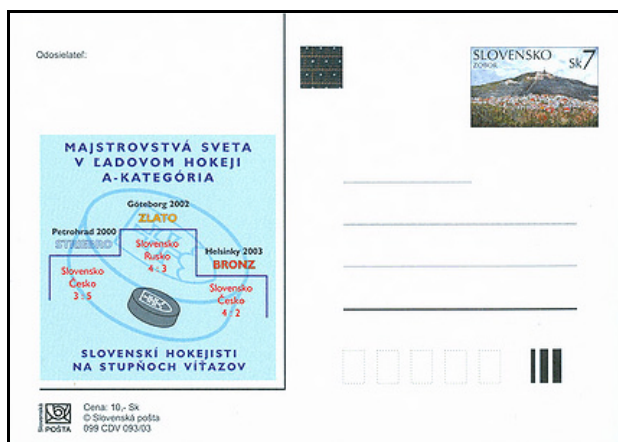 Odosielateľ:
SLOVENSKO
ZOBOR
Sk 7
MAJSTROVSTVÁ SVETA
V ĽADOVOM HOKEJI
A-KATEGÓRIA
Göteborg 2002
ZLATO
Petrohrad 2000
STRIEBRO
Slovensko
Rusko
4 : 3
Helsinky 2003
BRONZ
Slovensko
Česko
3 : 5
Slovensko
Česko
4 : 2
SLOVENSKÍ HOKEJISTI
NA STUPŇOCH VÍŤAZOV
Slovenská
POŠTA
Cena: 10,- Sk
© Slovenská pošta
099 CDV 093/03